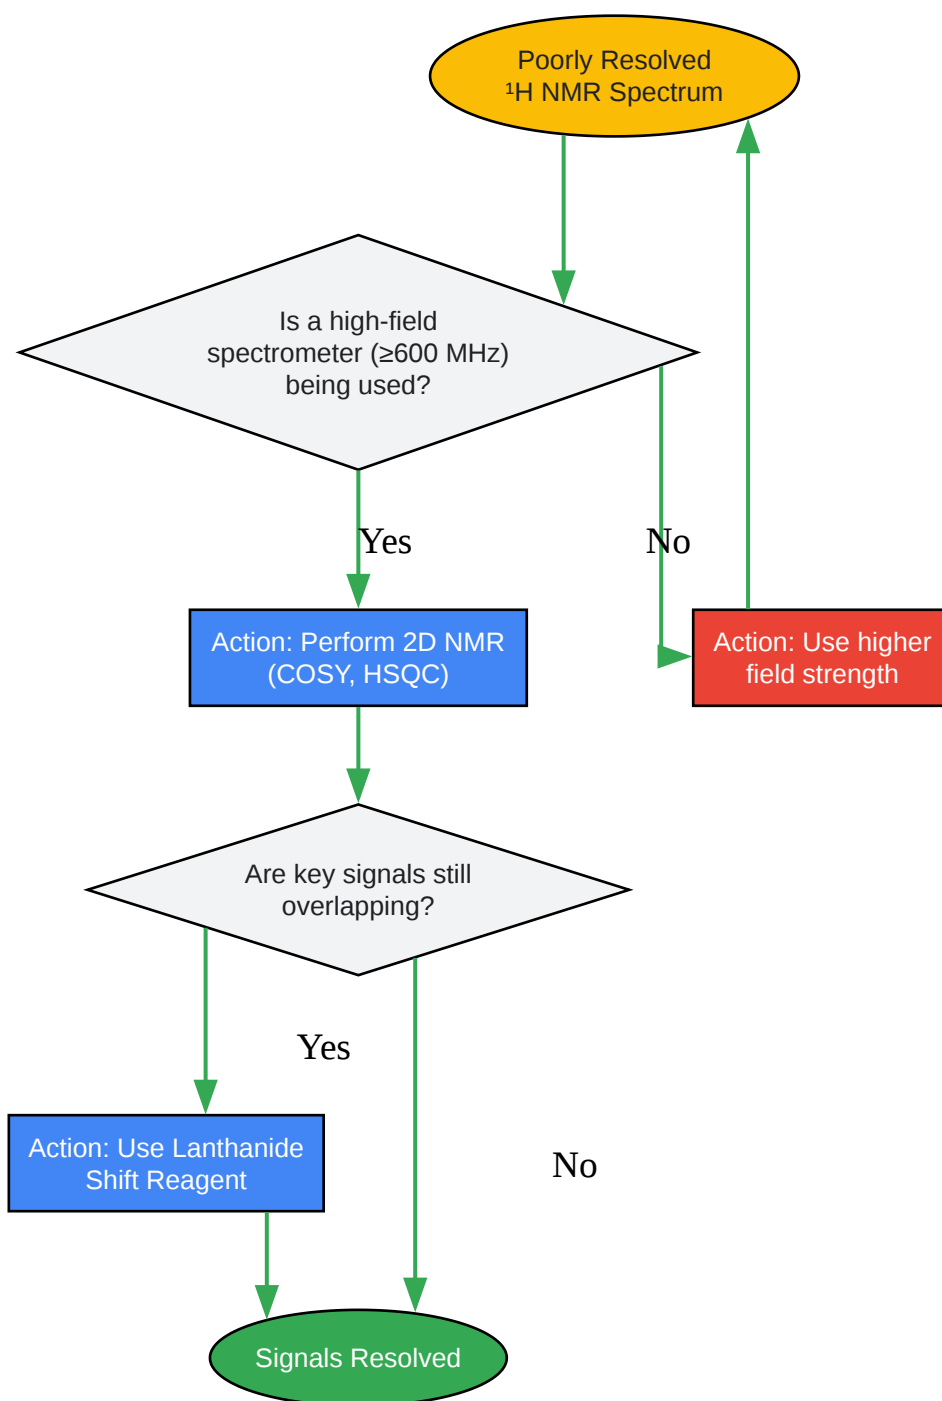 Poorly Resolved
¹H NMR Spectrum
Is a high-field
spectrometer (≥600 MHz)
being used?
Yes
No
Action: Perform 2D NMR
(COSY, HSQC)
Action: Use higher
field strength
Are key signals still
overlapping?
Yes
No
Action: Use Lanthanide
Shift Reagent
Signals Resolved